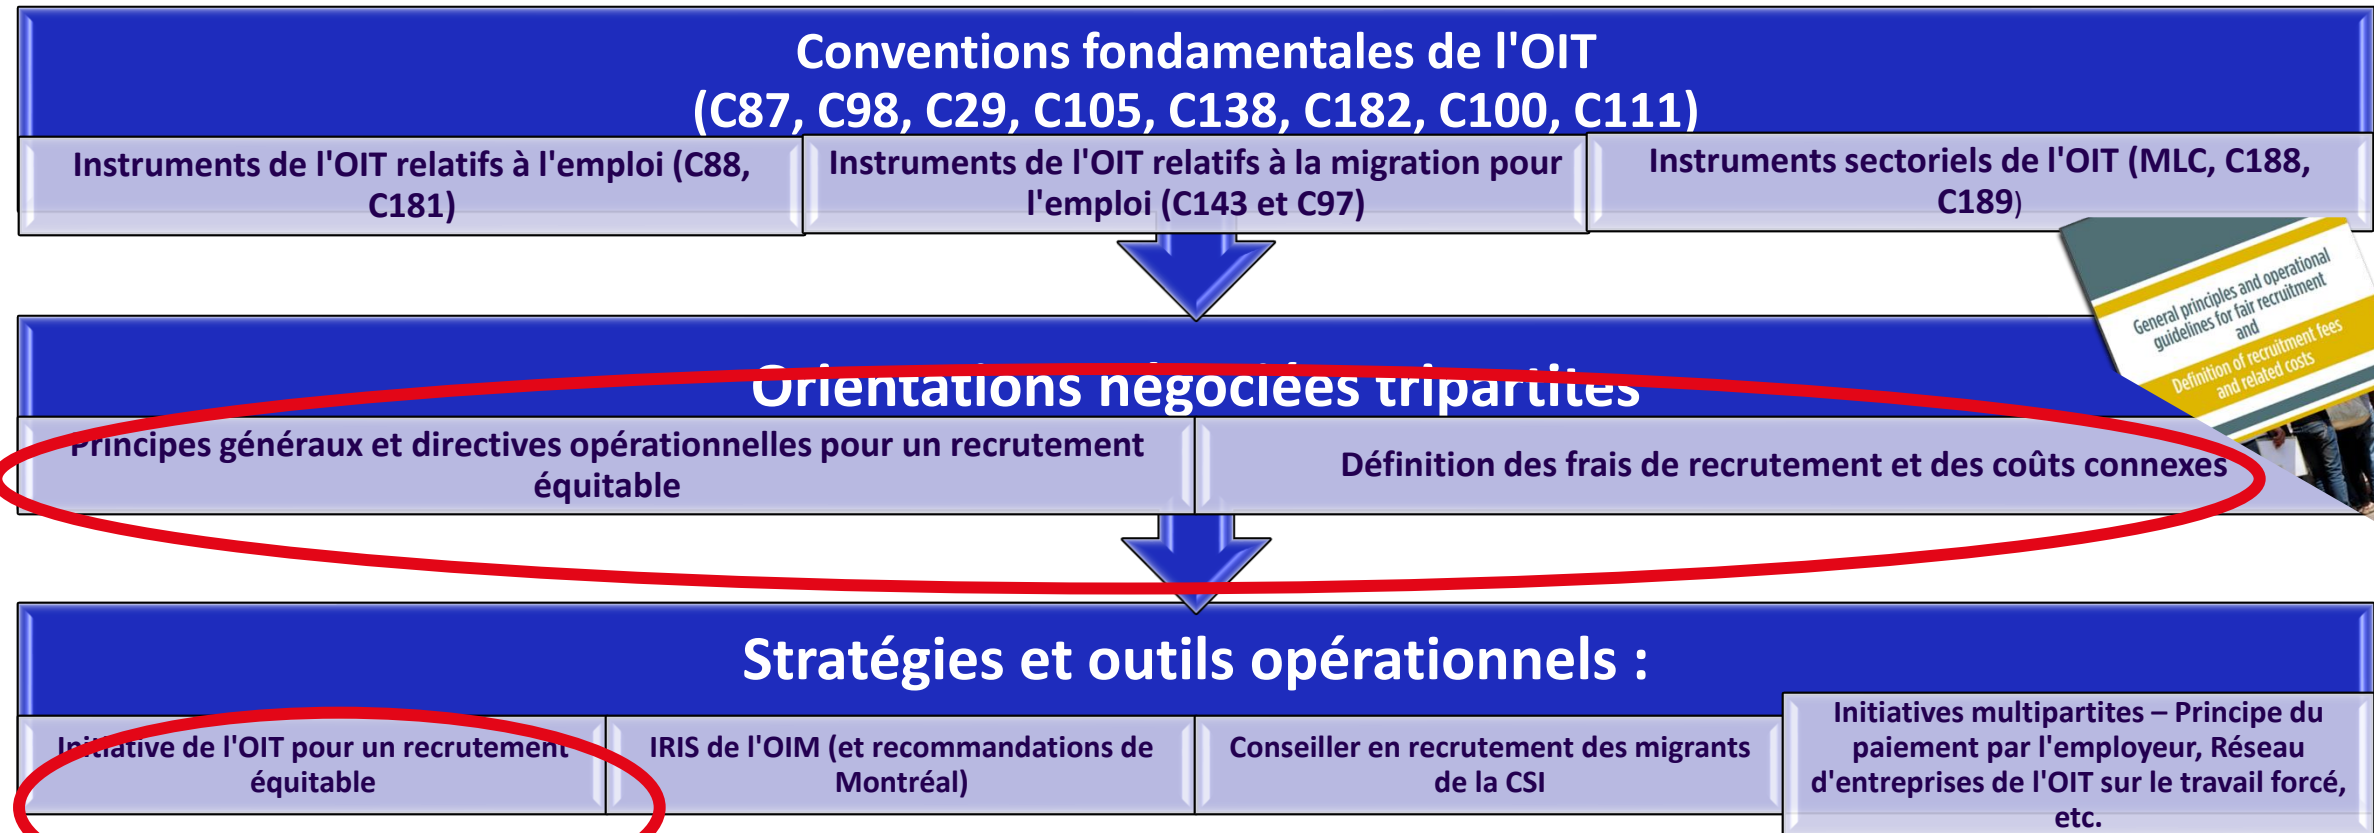 Conventions fondamentales de l'OIT
(C87, C98, C29, C105, C138, C182, C100, C111)
Instruments de l'OIT relatifs à l'emploi (C88,
C181)
Instruments de l'OIT relatifs à la migration pour
l'emploi (C143 et C97)
Instruments sectoriels de l'OIT (MLC, C188,
C189)
General principles and operational
guidelines for fair recruitment
and
Definition of recruitment fees
and related costs
Orientations négociées tripartites
Principes généraux et directives opérationnelles pour un recrutement
équitable
Définition des frais de recrutement et des coûts connexes
Stratégies et outils opérationnels :
Initiative de l'OIT pour un recrutement
équitable
IRIS de l'OIM (et recommandations de
Montréal)
Conseiller en recrutement des migrants
de la CSI
Initiatives multipartites – Principe du
paiement par l'employeur, Réseau
d'entreprises de l'OIT sur le travail forcé,
etc.